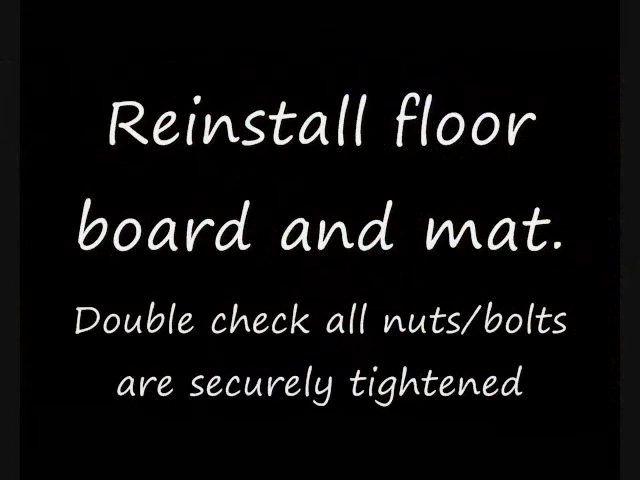 Reinstall floor
board and mat.
Double check all nuts/bolts
are securely tightened